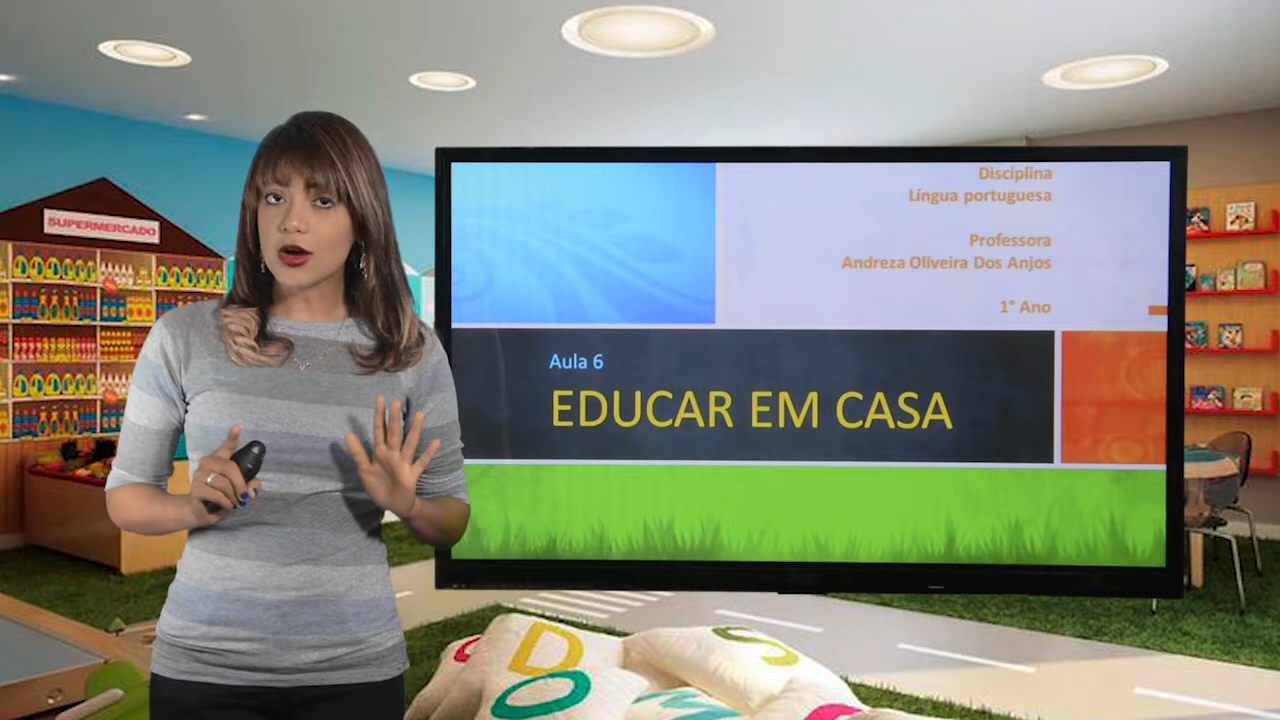 SUPERMERCADO
Disciplina
Língua portuguesa
Professora
Andreza Oliveira Dos Anjos
1° Ano
Aula 6
EDUCAR EM CASA
D
O
S